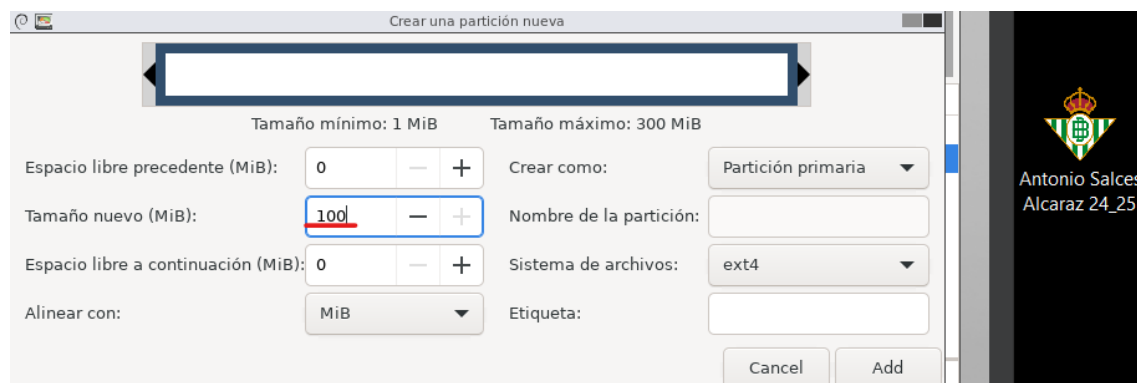 Crear una partición nueva
Tamaño mínimo: 1 MiB Tamaño máximo: 300 MiB
Espacio libre precedente (MiB): 0 Crear como: Partición primaria
Tamaño nuevo (MiB): 100 Nombre de la partición:
Espacio libre a continuación (MiB): 0 Sistema de archivos: ext4
Alinear con: MiB Etiqueta:
Cancel Add
Antonio Salces
Alcaraz 24_25